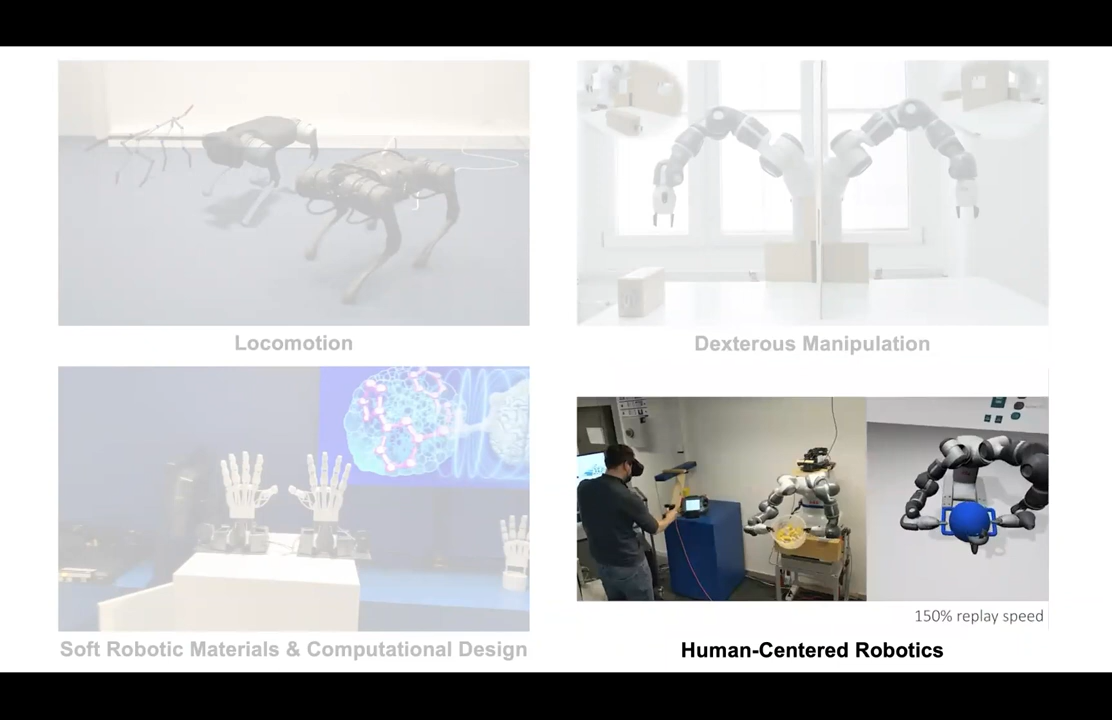 Locomotion
Dexterous Manipulation
150% replay speed
Soft Robotic Materials & Computational Design
Human-Centered Robotics